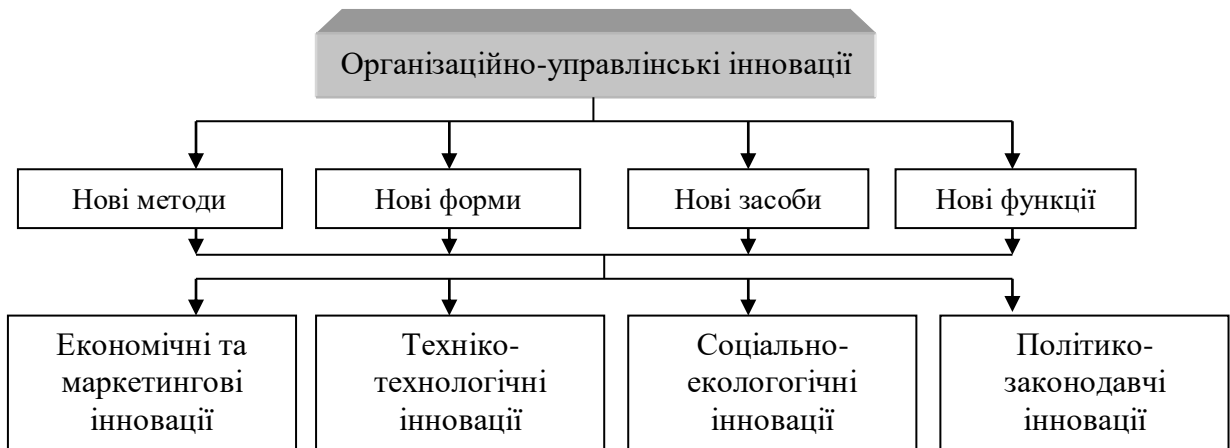 Організаційно-управлінські інновації
Нові методи
Нові форми
Нові засоби
Нові функції
Економічні та
маркетингові
інновації
Техніко-
технологічні
інновації
Соціально-
екологогічні
інновації
Політико-
законодавчі
інновації